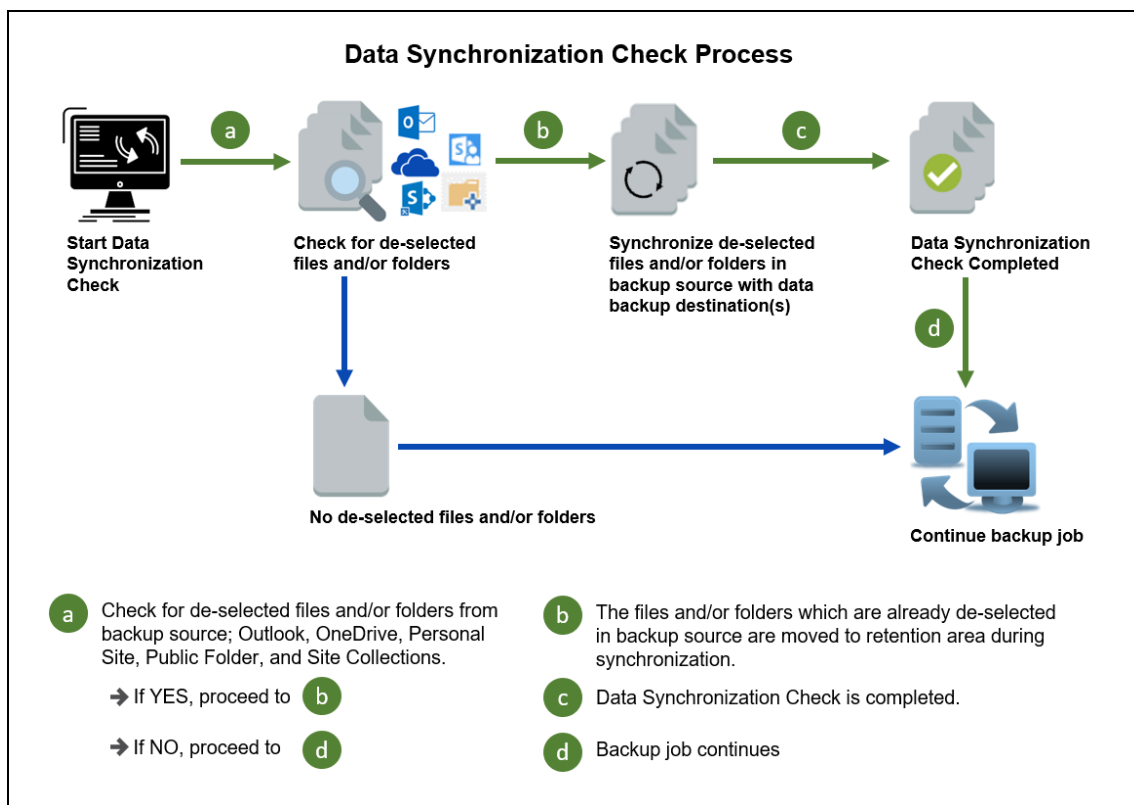 Data Synchronization Check Process
a
b
c
Start Data
Synchronization
Check
Check for de-selected
files and/or folders
Synchronize de-selected
files and/or folders in
backup source with data
backup destination(s)
Data Synchronization
Check Completed
d
No de-selected files and/or folders
Continue backup job
a Check for de-selected files and/or folders from
backup source; Outlook, OneDrive, Personal
Site, Public Folder, and Site Collections.
➔ If YES, proceed to b
➔ If NO, proceed to d
b The files and/or folders which are already de-selected
in backup source are moved to retention area during
synchronization.
c Data Synchronization Check is completed.
d Backup job continues